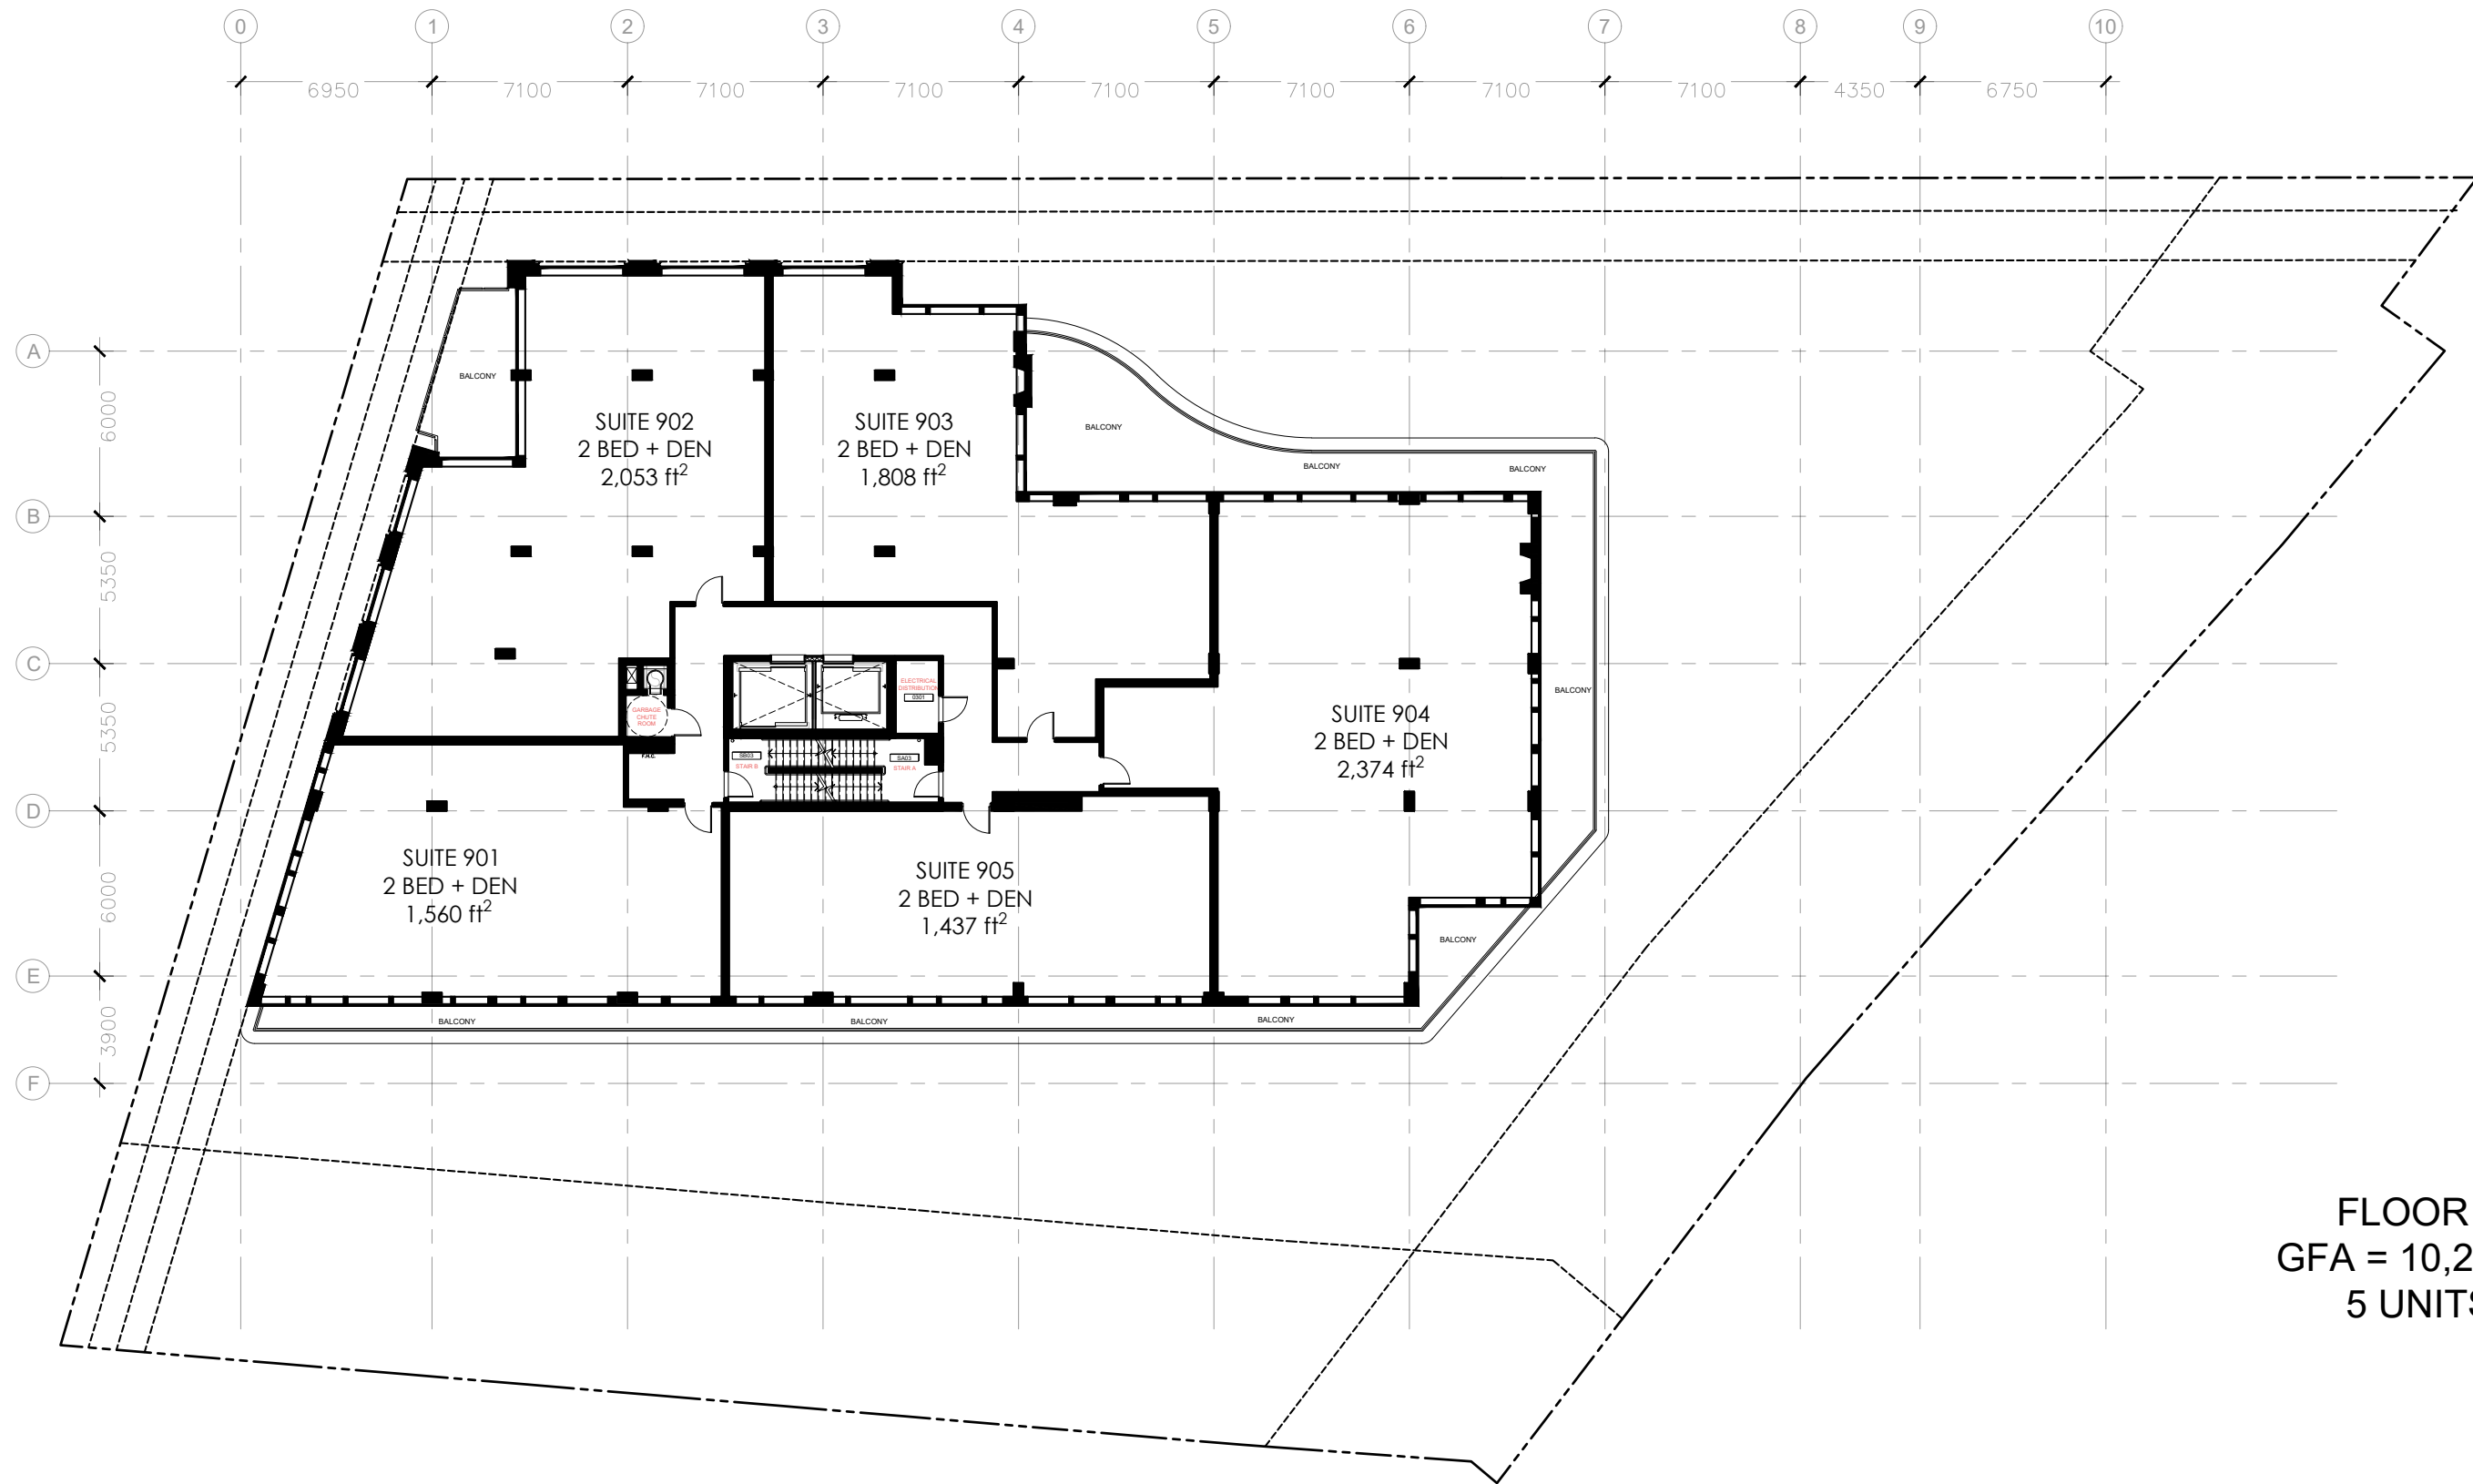 0 1 2 3 4 5 6 7 8 9 10
6950 7100 7100 7100 7100 7100 7100 7100 4350 6750
A
B
C
D
E
F
6000
5350
5350
6000
3900
BALCONY
SUITE 902
2 BED + DEN
2,053 ft²
SUITE 903
2 BED + DEN
1,808 ft²
BALCONY
BALCONY
BALCONY
BALCONY
SUITE 904
2 BED + DEN
2,374 ft²
GARBAGE
CHUTE
ROOM
ELECTRICAL
DISTRIBUTION
0301
F.H.C.
SB03
STAIR B
SA03
STAIR A
SUITE 901
2 BED + DEN
1,560 ft²
SUITE 905
2 BED + DEN
1,437 ft²
BALCONY
BALCONY
BALCONY
BALCONY
FLOOR
GFA = 10,2
5 UNITS